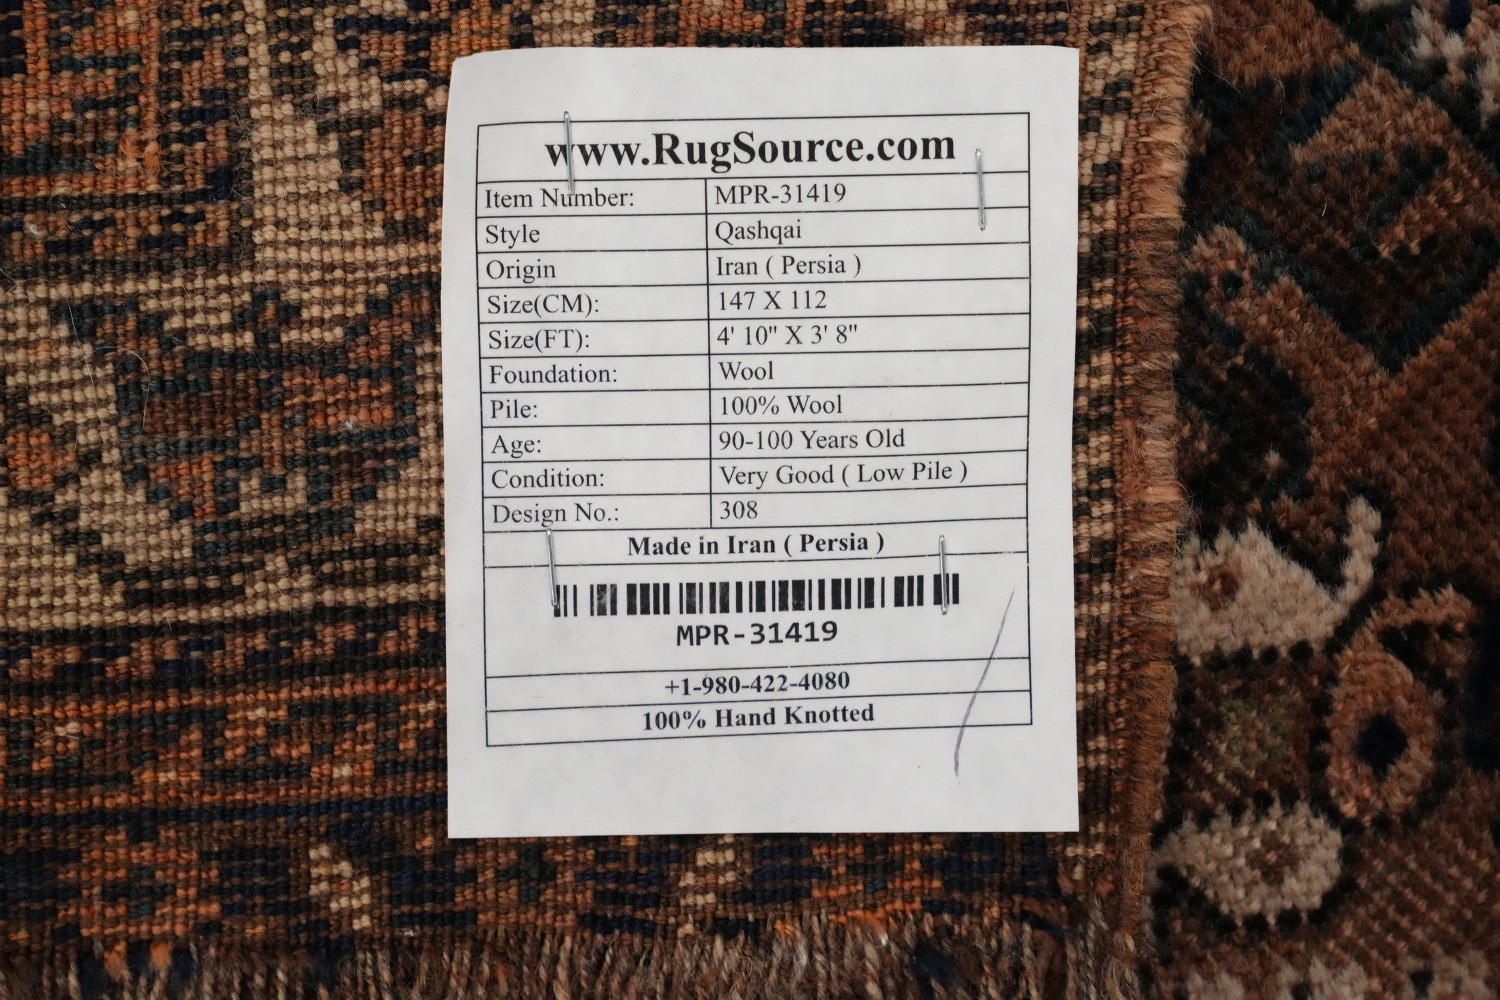 www.RugSource.com
Item Number: MPR-31419
Style Qashqai
Origin Iran ( Persia )
Size(CM): 147 X 112
Size(FT): 4' 10" X 3' 8"
Foundation: Wool
Pile: 100% Wool
Age: 90-100 Years Old
Condition: Very Good ( Low Pile )
Design No.: 308
Made in Iran ( Persia )
MPR-31419
+1-980-422-4080
100% Hand Knotted